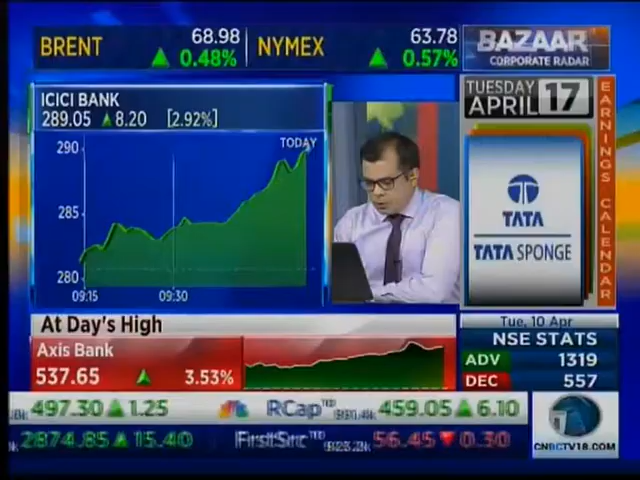 BRENT
68.98
0.48%
NYMEX
63.78
0.57%
BAZAAR
CORPORATE RADAR
ICICI BANK
289.05 8.20 [2.92%]
TODAY
290
285
280
09:15 09:30
TUESDAY
APRIL 17
EARNINGS CALENDAR
TATA
TATA SPONGE
At Day's High
Axis Bank
537.65 3.53%
Tue, 10 Apr
NSE STATS
ADV 1319
DEC 557
497.30 1.25 RCap 459.05 6.10
2874.85 15.40 FirstSrc 56.45 0.30
CNBCTV18.COM